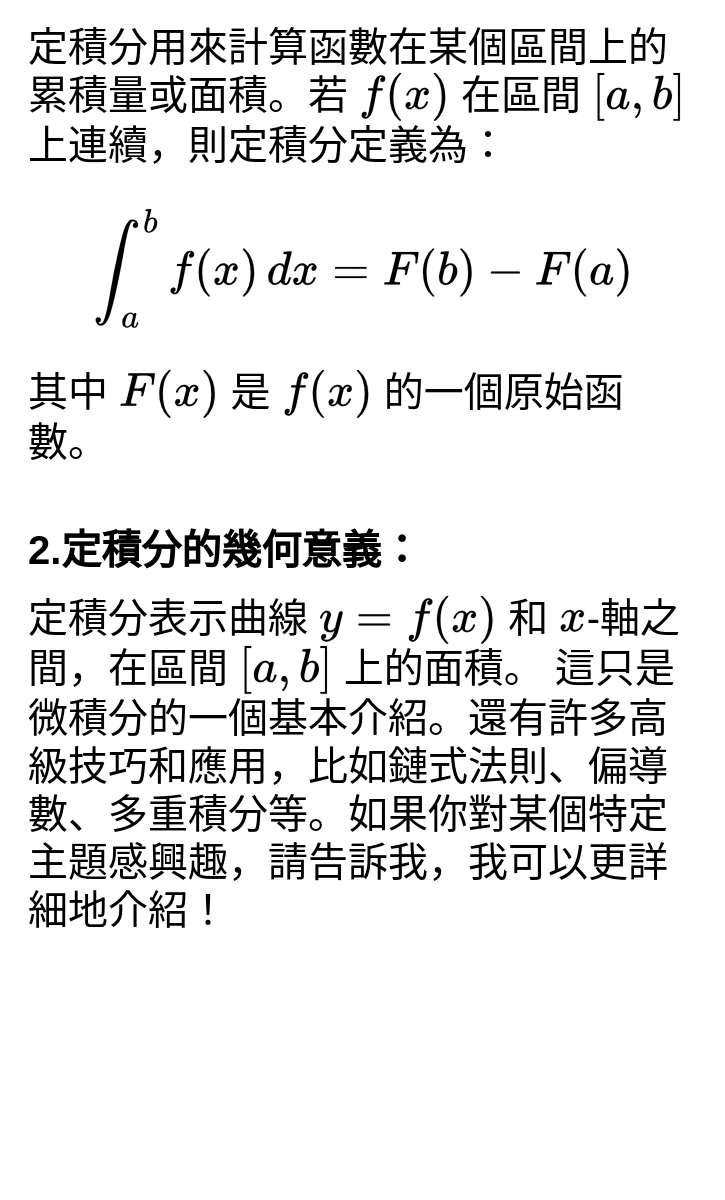 定積分用來計算函數在某個區間上的
累積量或面積。若 f(x) 在區間 [a, b]
上連續，則定積分定義為：
∫_a^b f(x) dx = F(b) − F(a)
其中 F(x) 是 f(x) 的一個原始函
數。
2.定積分的幾何意義：
定積分表示曲線 y = f(x) 和 x-軸之
間，在區間 [a, b] 上的面積。 這只是
微積分的一個基本介紹。還有許多高
級技巧和應用，比如鏈式法則、偏導
數、多重積分等。如果你對某個特定
主題感興趣，請告訴我，我可以更詳
細地介紹！